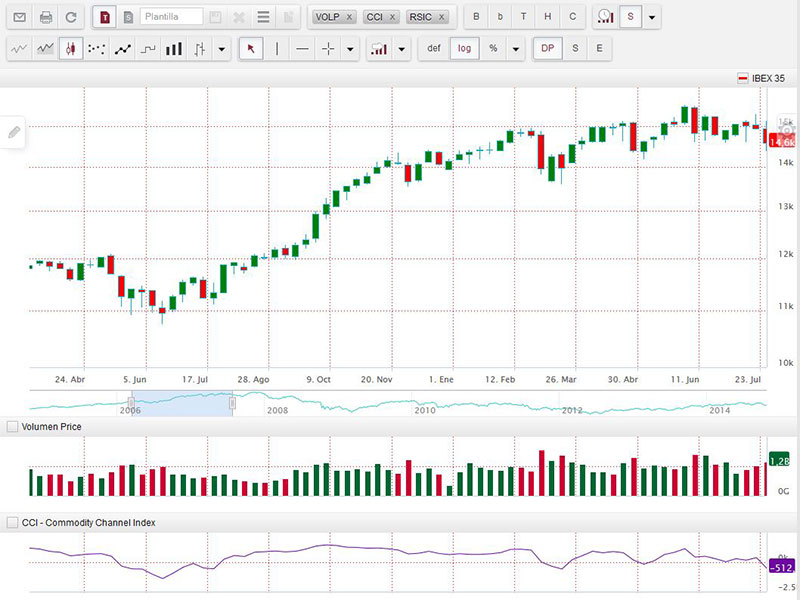 T S Plantilla VOLP x CCI x RSIC x B b T H C S
def log % DP S E
IBEX 35
15k
14.6k
14k
13k
12k
11k
10k
24. Abr 5. Jun 17. Jul 28. Ago 9. Oct 20. Nov 1. Ene 12. Feb 26. Mar 30. Abr 11. Jun 23. Jul
2006 2008 2010 2012 2014
Volumen Price
1,2B
0G
CCI - Commodity Channel Index
0k
-512,
-2.5